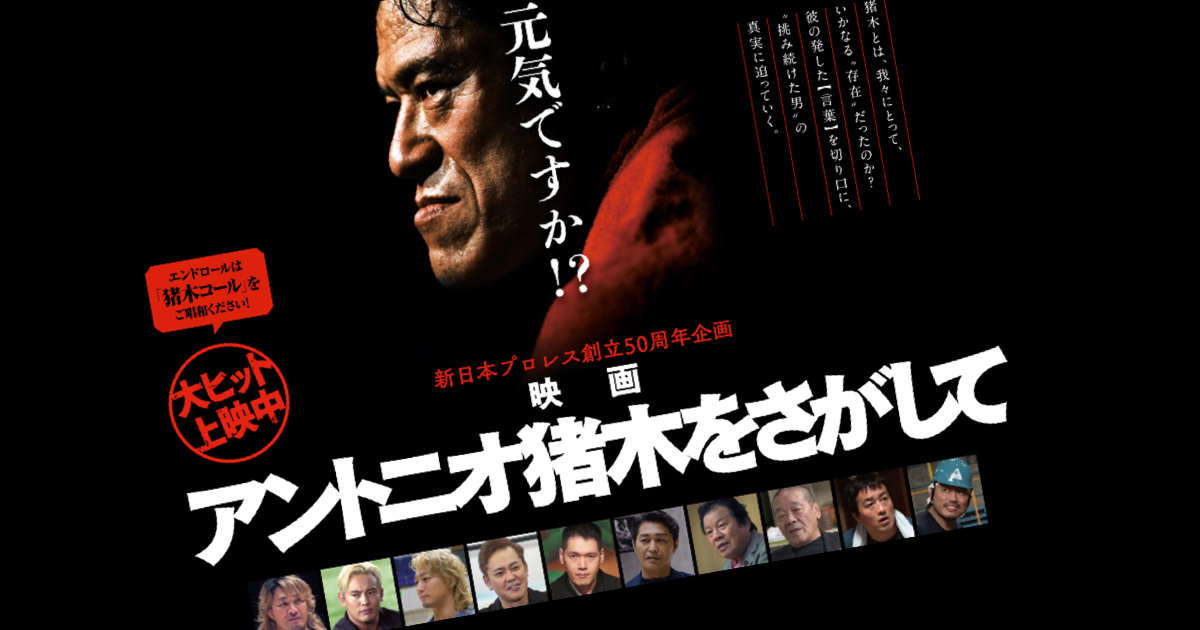 元気ですか!?
猪木とは、我々にとって、
いかなる“存在”だったのか?
彼の発した【言葉】を切り口に、
“挑み続けた男”の
真実に迫っていく。
エンドロールは
「猪木コール」を
ご唱和ください!
大ヒット
上映中
新日本プロレス創立50周年企画
映画
アントニオ猪木をさがして
A